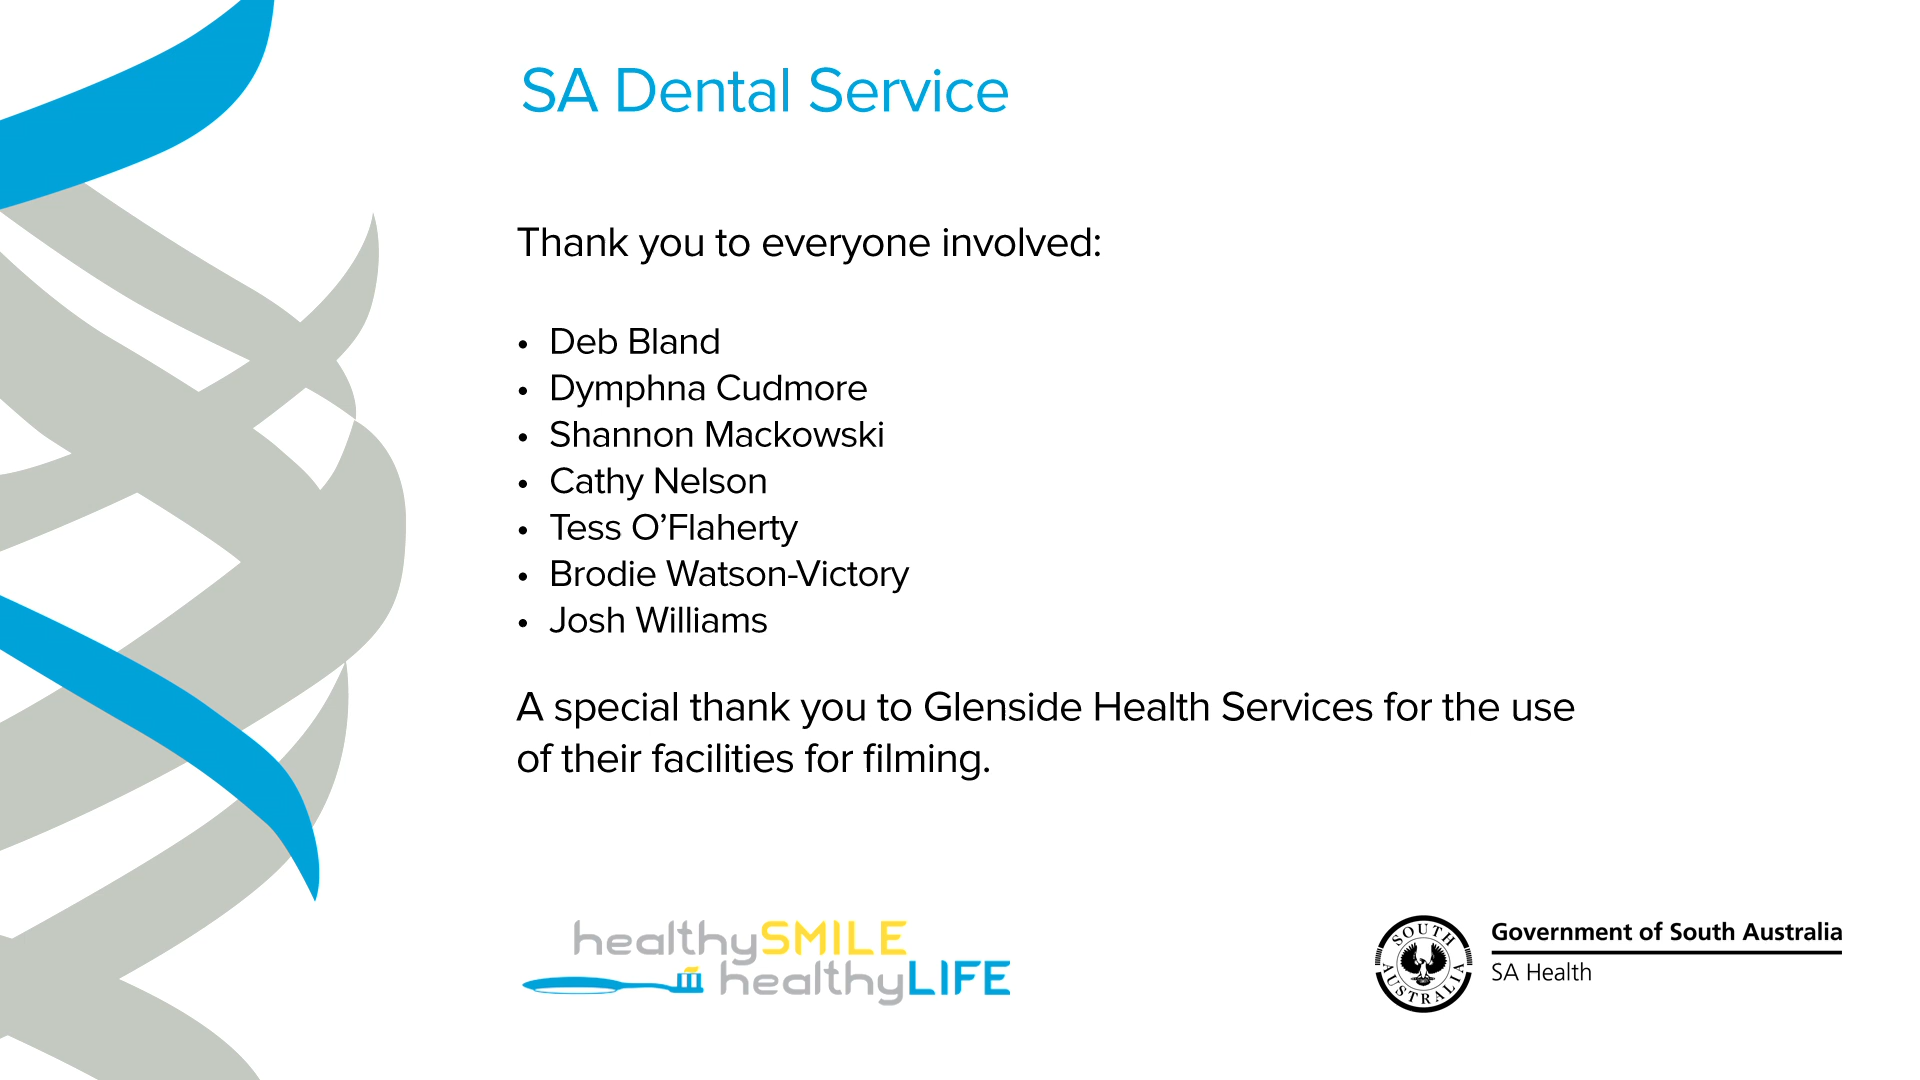 SA Dental Service
Thank you to everyone involved:
• Deb Bland
• Dymphna Cudmore
• Shannon Mackowski
• Cathy Nelson
• Tess O’Flaherty
• Brodie Watson-Victory
• Josh Williams
A special thank you to Glenside Health Services for the use
of their facilities for filming.
healthySMILE
healthyLIFE
SOUTH AUSTRALIA
Government of South Australia
SA Health